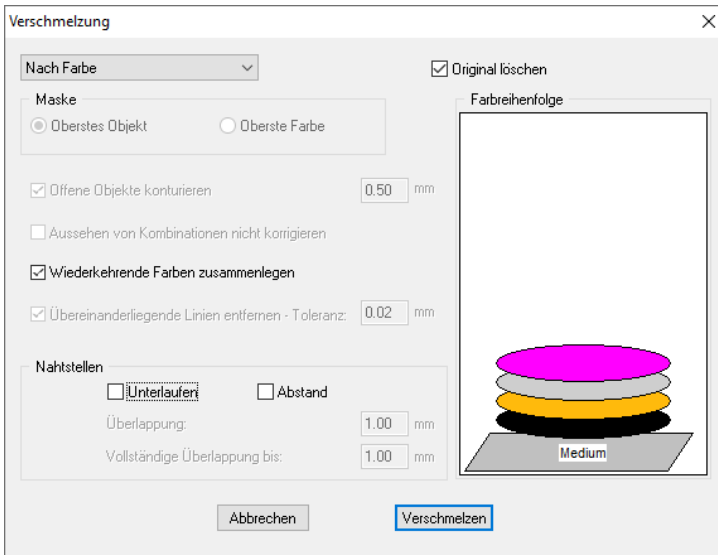 Verschmelzung
Nach Farbe
Original löschen
Maske
Oberstes Objekt
Oberste Farbe
Farbreihenfolge
Offene Objekte konturieren 0.50 mm
Aussehen von Kombinationen nicht korrigieren
Wiederkehrende Farben zusammenlegen
Übereinanderliegende Linien entfernen - Toleranz: 0.02 mm
Nahtstellen
Unterlaufen
Abstand
Überlappung: 1.00 mm
Vollständige Überlappung bis: 1.00 mm
Medium
Abbrechen
Verschmelzen